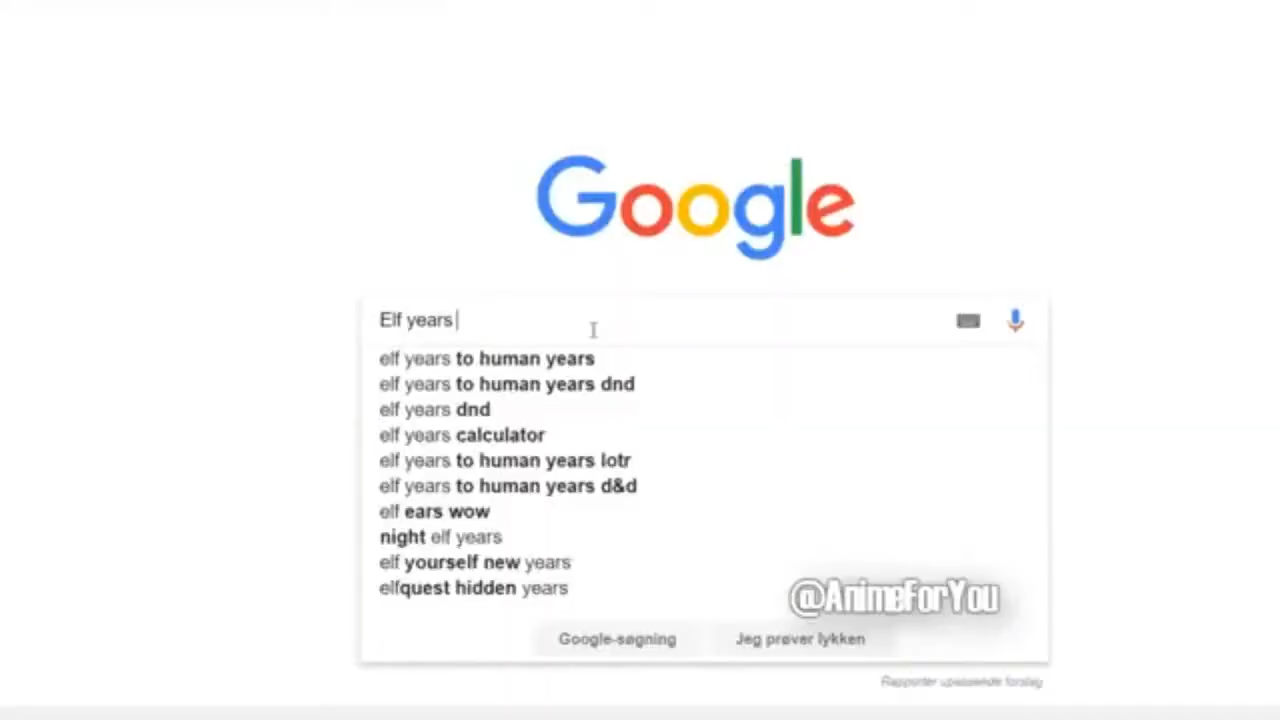 Google
Elf years
elf years to human years
elf years to human years dnd
elf years dnd
elf years calculator
elf years to human years lotr
elf years to human years d&d
elf ears wow
night elf years
elf yourself new years
elfquest hidden years
@AnimeForYou
Google-søgning Jeg prøver lykken
Rapporter upassende forslag